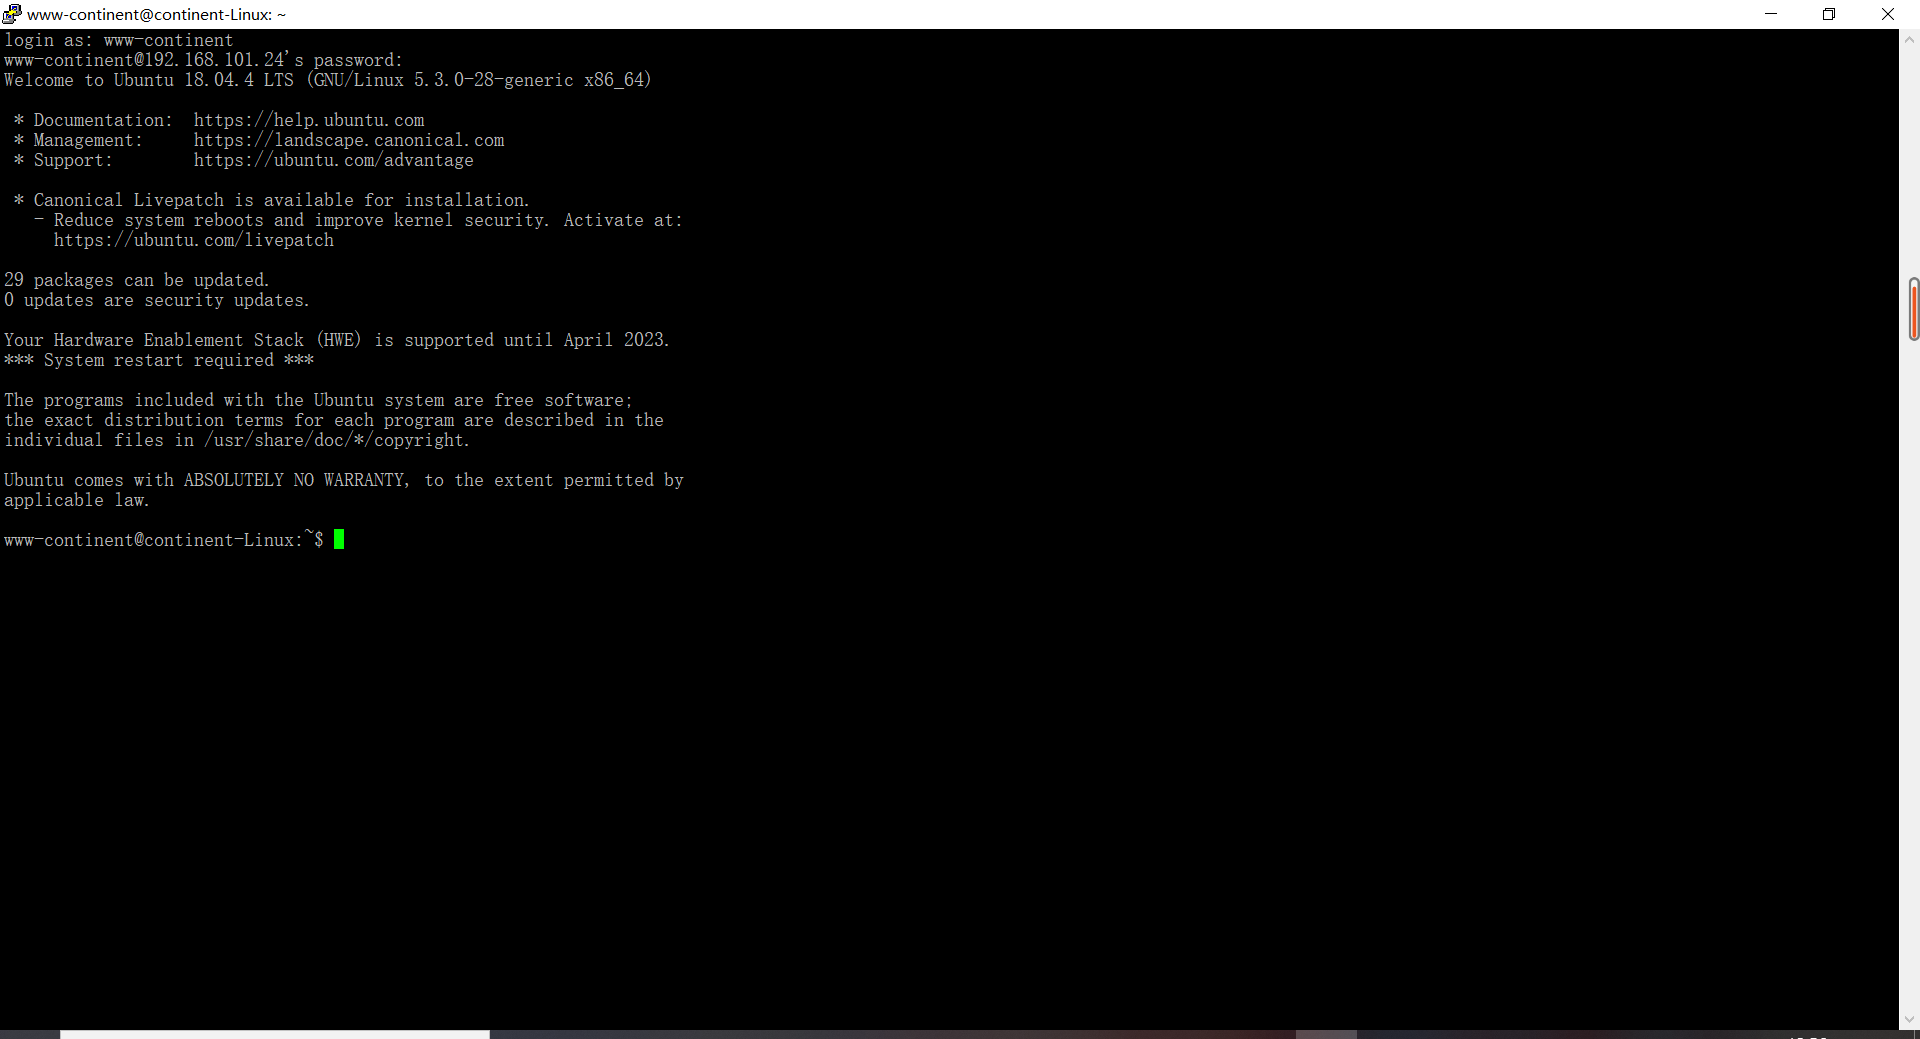 www-continent@continent-Linux: ~
login as: www-continent
www-continent@192.168.101.24's password:
Welcome to Ubuntu 18.04.4 LTS (GNU/Linux 5.3.0-28-generic x86_64)
* Documentation:  https://help.ubuntu.com
* Management:     https://landscape.canonical.com
* Support:        https://ubuntu.com/advantage
* Canonical Livepatch is available for installation.
- Reduce system reboots and improve kernel security. Activate at:
https://ubuntu.com/livepatch
29 packages can be updated.
0 updates are security updates.
Your Hardware Enablement Stack (HWE) is supported until April 2023.
*** System restart required ***
The programs included with the Ubuntu system are free software;
the exact distribution terms for each program are described in the
individual files in /usr/share/doc/*/copyright.
Ubuntu comes with ABSOLUTELY NO WARRANTY, to the extent permitted by
applicable law.
www-continent@continent-Linux:~$